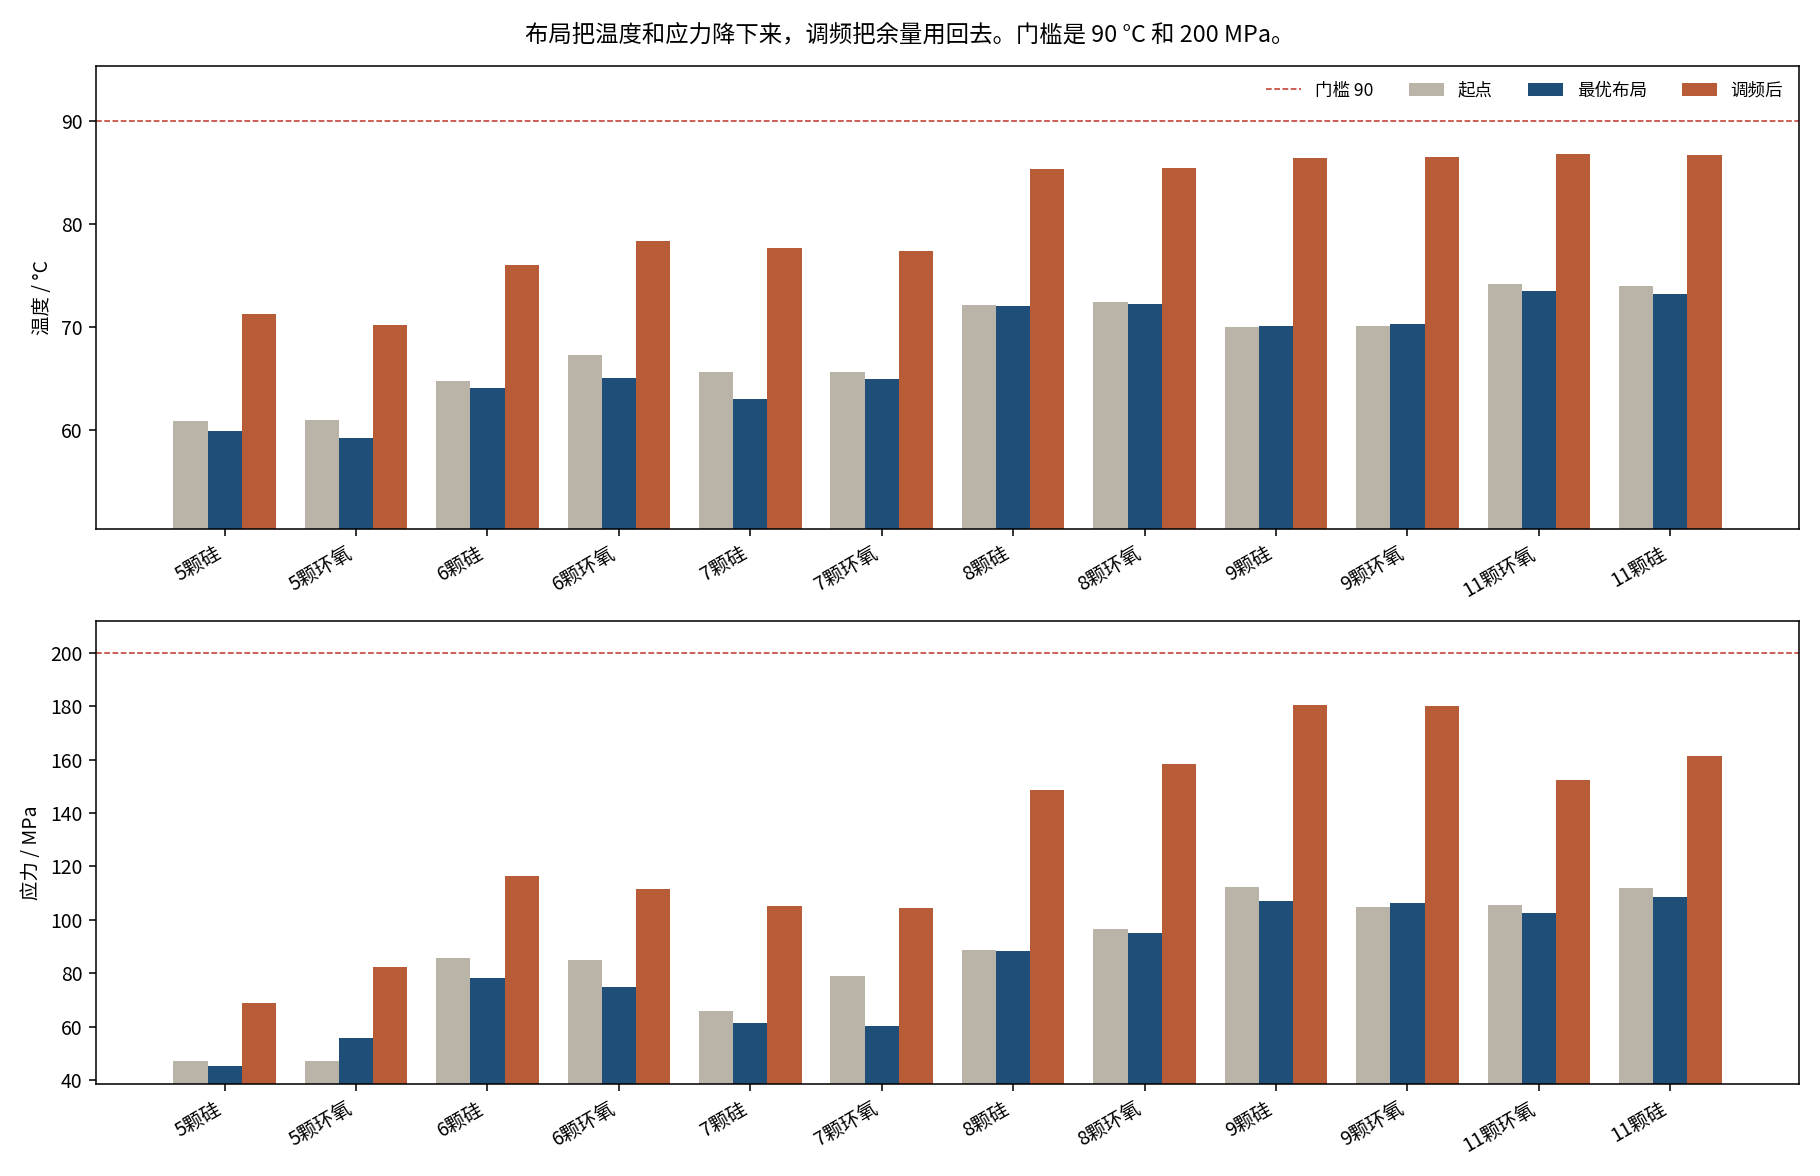 布局把温度和应力降下来，调频把余量用回去。门槛是 90 °C 和 200 MPa。
门槛 90 起点 最优布局 调频后
温度 / °C
90
80
70
60
5颗硅 5颗环氧 6颗硅 6颗环氧 7颗硅 7颗环氧 8颗硅 8颗环氧 9颗硅 9颗环氧 11颗环氧 11颗硅
应力 / MPa
200
180
160
140
120
100
80
60
40
5颗硅 5颗环氧 6颗硅 6颗环氧 7颗硅 7颗环氧 8颗硅 8颗环氧 9颗硅 9颗环氧 11颗环氧 11颗硅